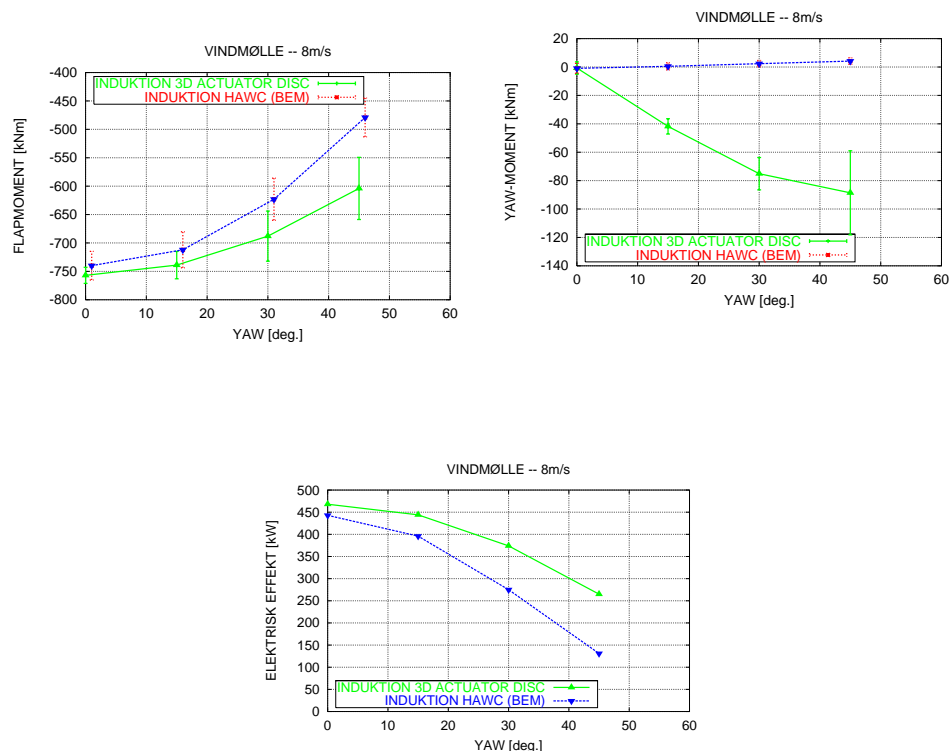 VINDMØLLE -- 8m/s
-400
-450
-500
-550
-600
-650
-700
-750
-800
FLAPMOMENT [kNm]
INDUKTION 3D ACTUATOR DISC
INDUKTION HAWC (BEM)
0 10 20 30 40 50 60
YAW [deg.]
VINDMØLLE -- 8m/s
20
0
-20
-40
-60
-80
-100
-120
-140
YAW-MOMENT [kNm]
INDUKTION 3D ACTUATOR DISC
INDUKTION HAWC (BEM)
0 10 20 30 40 50 60
YAW [deg.]
VINDMØLLE -- 8m/s
500
450
400
350
300
250
200
150
100
50
0
ELEKTRISK EFFEKT [kW]
INDUKTION 3D ACTUATOR DISC
INDUKTION HAWC (BEM)
0 10 20 30 40 50 60
YAW [deg.]